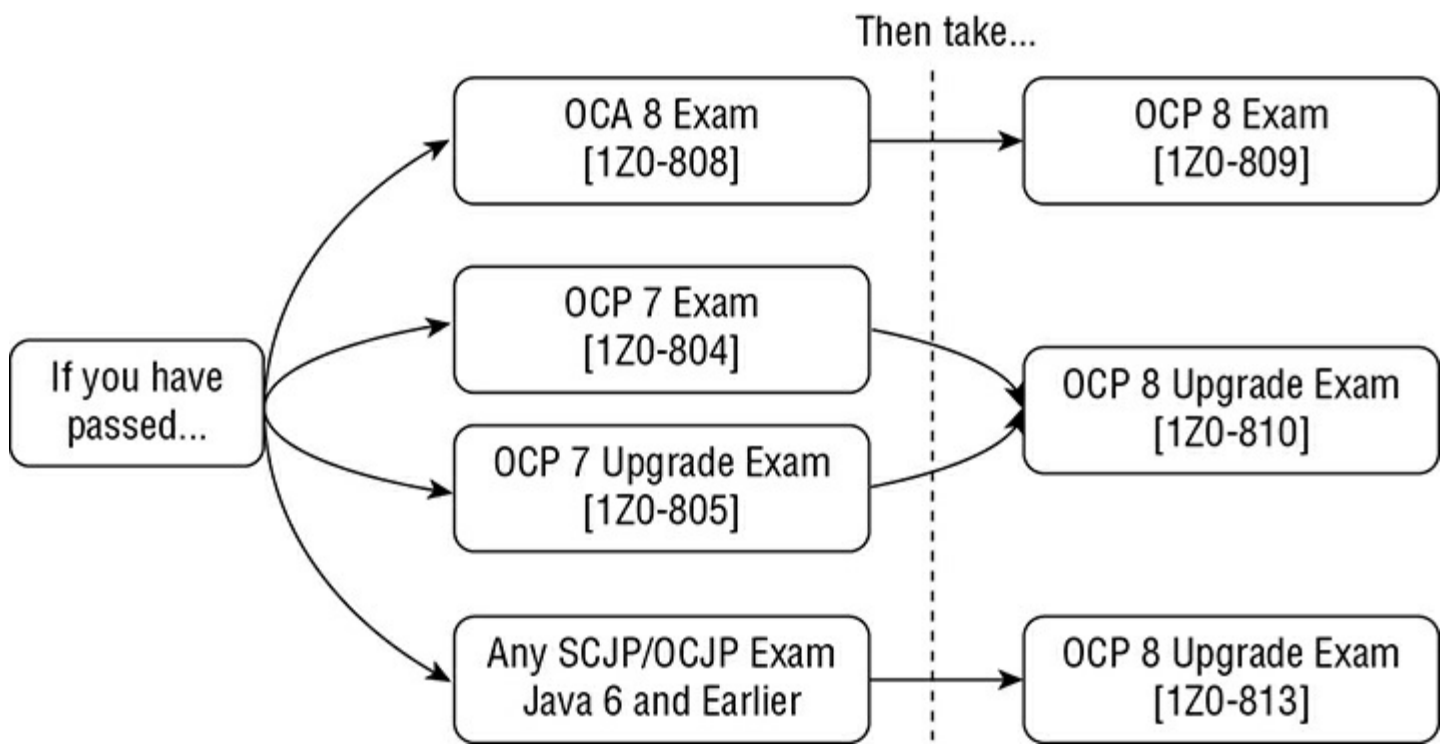 Then take...
OCA 8 Exam
[1Z0-808]
OCP 8 Exam
[1Z0-809]
OCP 7 Exam
[1Z0-804]
If you have
passed...
OCP 8 Upgrade Exam
[1Z0-810]
OCP 7 Upgrade Exam
[1Z0-805]
Any SCJP/OCJP Exam
Java 6 and Earlier
OCP 8 Upgrade Exam
[1Z0-813]